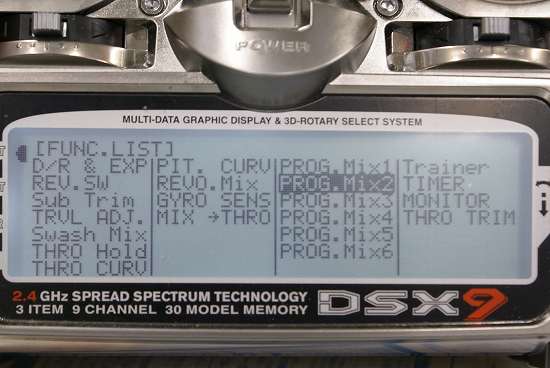 POWER
MULTI-DATA GRAPHIC DISPLAY & 3D-ROTARY SELECT SYSTEM
[FUNC.LIST]
D/R & EXP PIT. CURV PROG.Mix1 Trainer
REV.SW REVO.Mix PROG.Mix2 TIMER
Sub Trim GYRO SENS PROG.Mix3 MONITOR
TRVL ADJ. MIX →THRO PROG.Mix4 THRO TRIM
Swash Mix PROG.Mix5
THRO Hold PROG.Mix6
THRO CURV
2.4 GHz SPREAD SPECTRUM TECHNOLOGY
3 ITEM 9 CHANNEL 30 MODEL MEMORY
DSX9